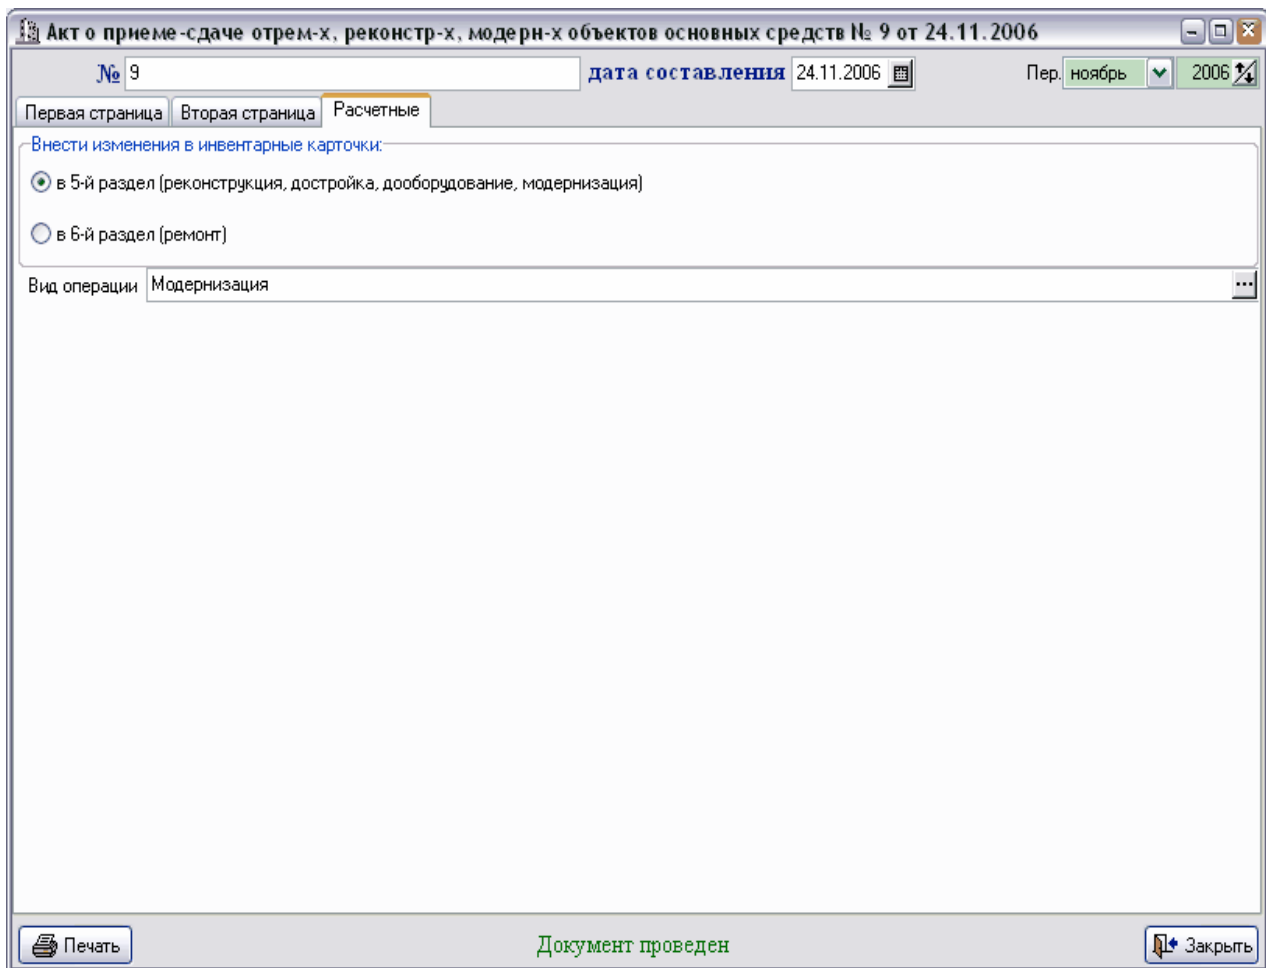 Акт о приеме-сдаче отрем-х, реконстр-х, модерн-х объектов основных средств № 9 от 24.11.2006
№ 9 дата составления 24.11.2006 Пер. ноябрь 2006
Первая страница Вторая страница Расчетные
Внести изменения в инвентарные карточки:
в 5-й раздел (реконструкция, достройка, дооборудование, модернизация)
в 6-й раздел (ремонт)
Вид операции Модернизация ...
Печать Документ проведен Закрыть